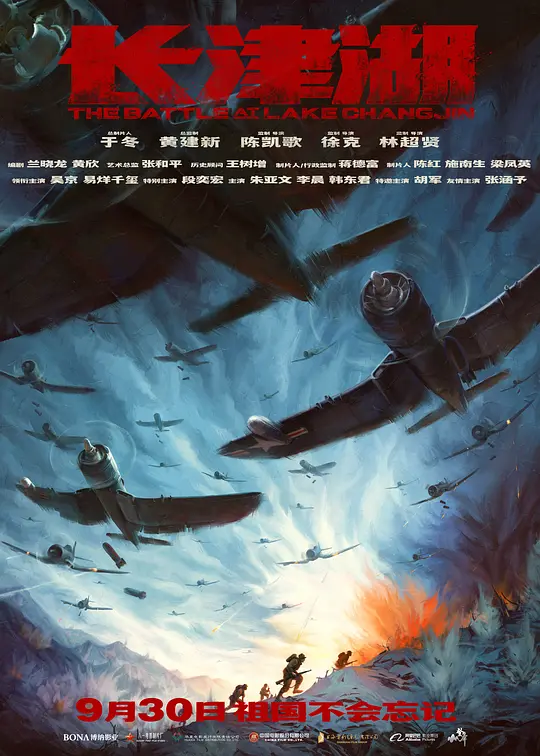 长津湖
THE BATTLE AT LAKE CHANGJIN
总制片人 总监制 监制 导演 监制 导演 监制 导演
于冬 黄建新 陈凯歌 徐克 林超贤
编剧 兰晓龙 黄欣 艺术总监 张和平 历史顾问 王树增 制片人/行政监制 蒋德富 制片人 陈红 施南生 梁凤英
领衔主演 吴京 易烊千玺 特别主演 段奕宏 主演 朱亚文 李晨 韩东君 特邀主演 胡军 友情主演 张涵予
9月30日祖国不会忘记
BONA 博纳影业